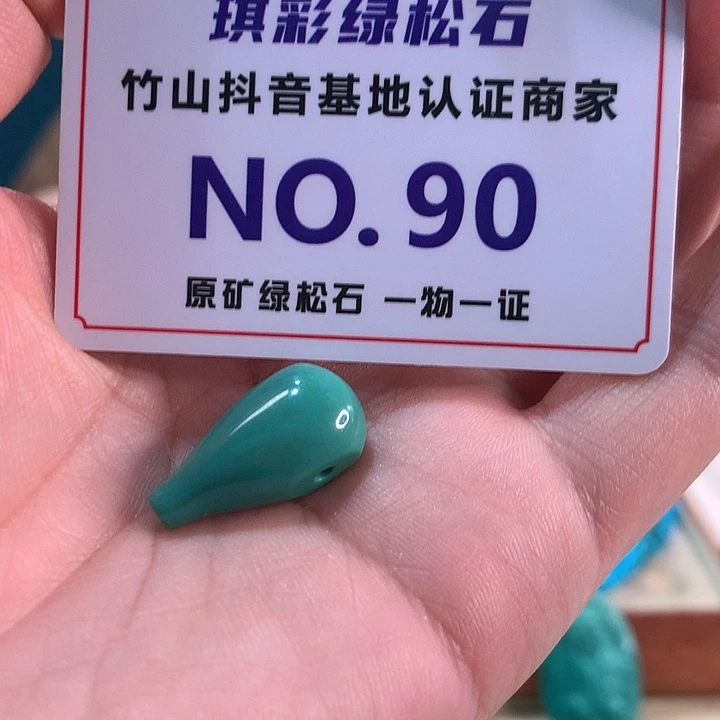 琪彩绿松石
竹山抖音基地认证商家
NO. 90
原矿绿松石 一物一证